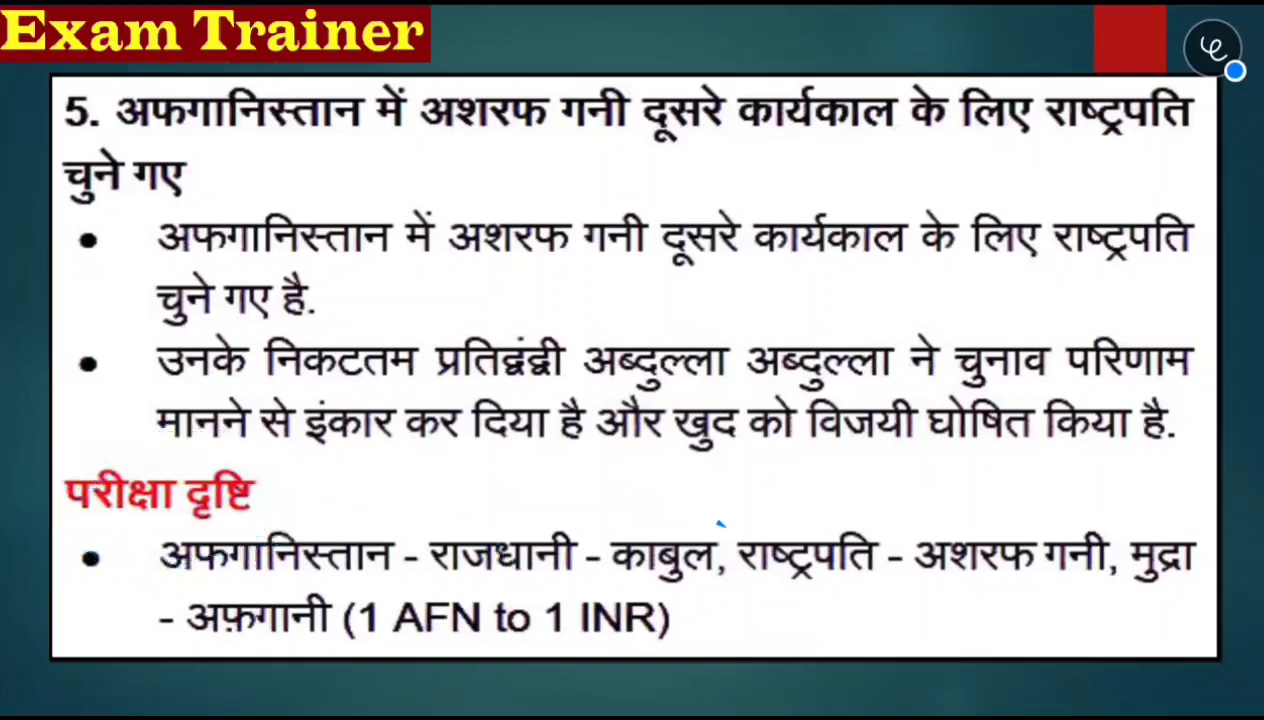 Exam Trainer
5. अफगानिस्तान में अशरफ गनी दूसरे कार्यकाल के लिए राष्ट्रपति
चुने गए
• अफगानिस्तान में अशरफ गनी दूसरे कार्यकाल के लिए राष्ट्रपति
चुने गए है.
• उनके निकटतम प्रतिद्वंद्वी अब्दुल्ला अब्दुल्ला ने चुनाव परिणाम
मानने से इंकार कर दिया है और खुद को विजयी घोषित किया है.
परीक्षा दृष्टि
• अफगानिस्तान - राजधानी - काबुल, राष्ट्रपति - अशरफ गनी, मुद्रा
- अफ़गानी (1 AFN to 1 INR)